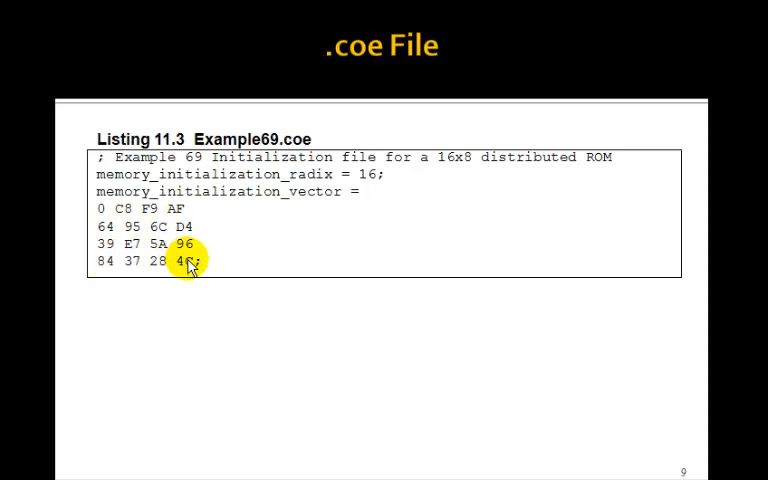 .coe File
Listing 11.3 Example69.coe
; Example 69 Initialization file for a 16x8 distributed ROM
memory_initialization_radix = 16;
memory_initialization_vector =
0 C8 F9 AF
64 95 6C D4
39 E7 5A 96
84 37 28 4C;
9